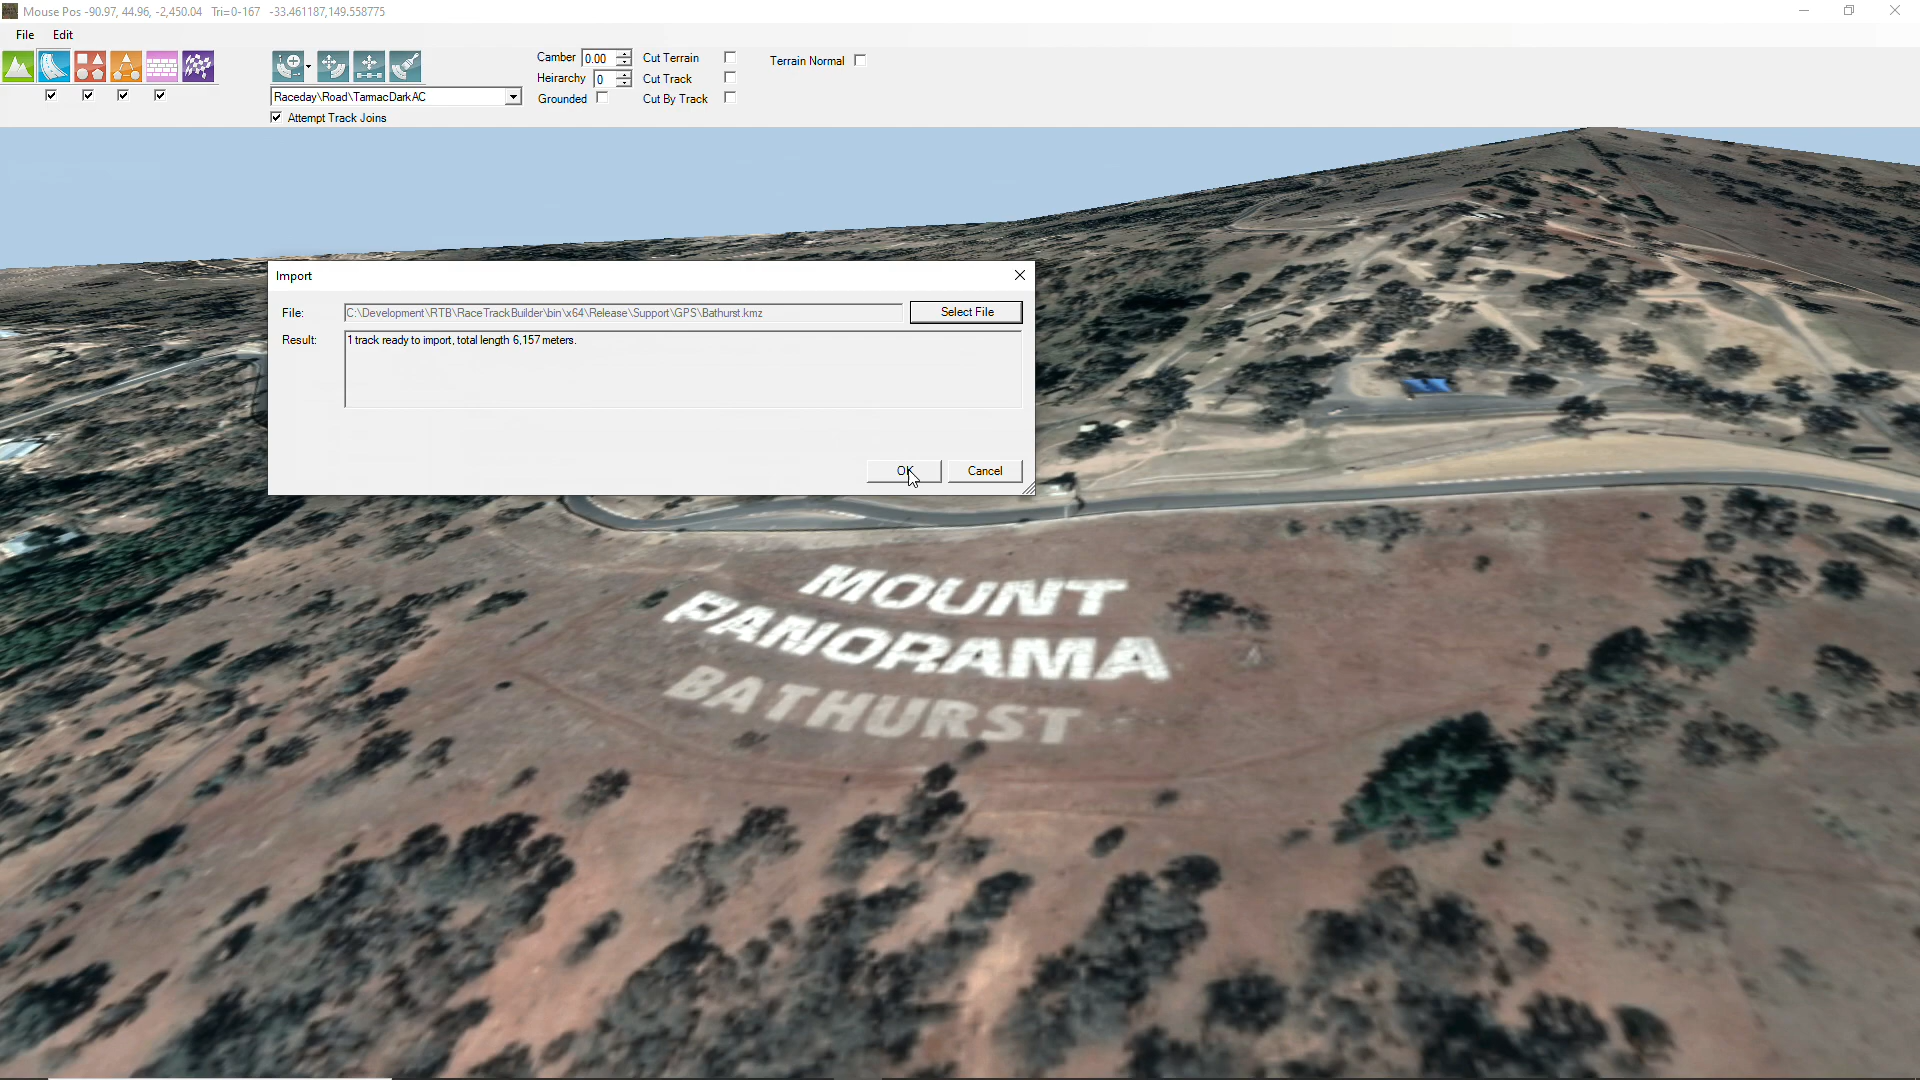 Mouse Pos -90.97, 44.96, -2,450.04 Tri=0-167 -33.461187,149.558775
File Edit
Camber 0.00 Cut Terrain Terrain Normal
Heirarchy 0 Cut Track
Raceday\Road\TarmacDarkAC Grounded Cut By Track
Attempt Track Joins
Import
File: C:\Development\RTB\RaceTrackBuilder\bin\x64\Release\Support\GPS\Bathurst.kmz Select File
Result: 1 track ready to import, total length 6,157 meters.
OK Cancel
MOUNT
PANORAMA
BATHURST